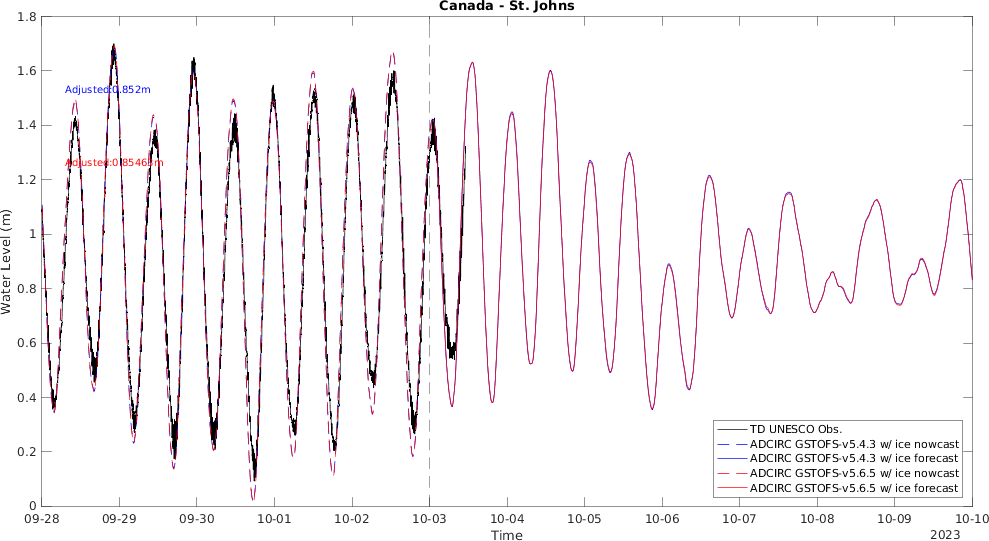 Canada - St. Johns
1.8
1.6
1.4
1.2
1
0.8
0.6
0.4
0.2
0
Water Level (m)
Adjusted:0.852m
TD UNESCO Obs.
ADCIRC GSTOFS-v5.4.3 w/ ice nowcast
ADCIRC GSTOFS-v5.4.3 w/ ice forecast
ADCIRC GSTOFS-v5.6.5 w/ ice nowcast
ADCIRC GSTOFS-v5.6.5 w/ ice forecast
09-28 09-29 09-30 10-01 10-02 10-03 10-04 10-05 10-06 10-07 10-08 10-09 10-10
Time
2023